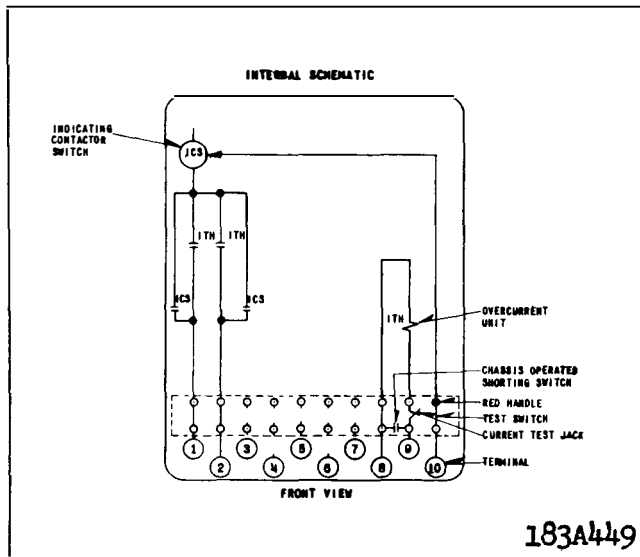 INTERNAL SCHEMATIC
INDICATING
CONTACTOR
SWITCH
ICS
ITH
ITH
ICS
ICS
ITH
OVERCURRENT
UNIT
CHASSIS OPERATED
SHORTING SWITCH
RED HANDLE
TEST SWITCH
CURRENT TEST JACK
TERMINAL
1
3
5
7
8
9
10
2
4
6
FRONT VIEW
183A449